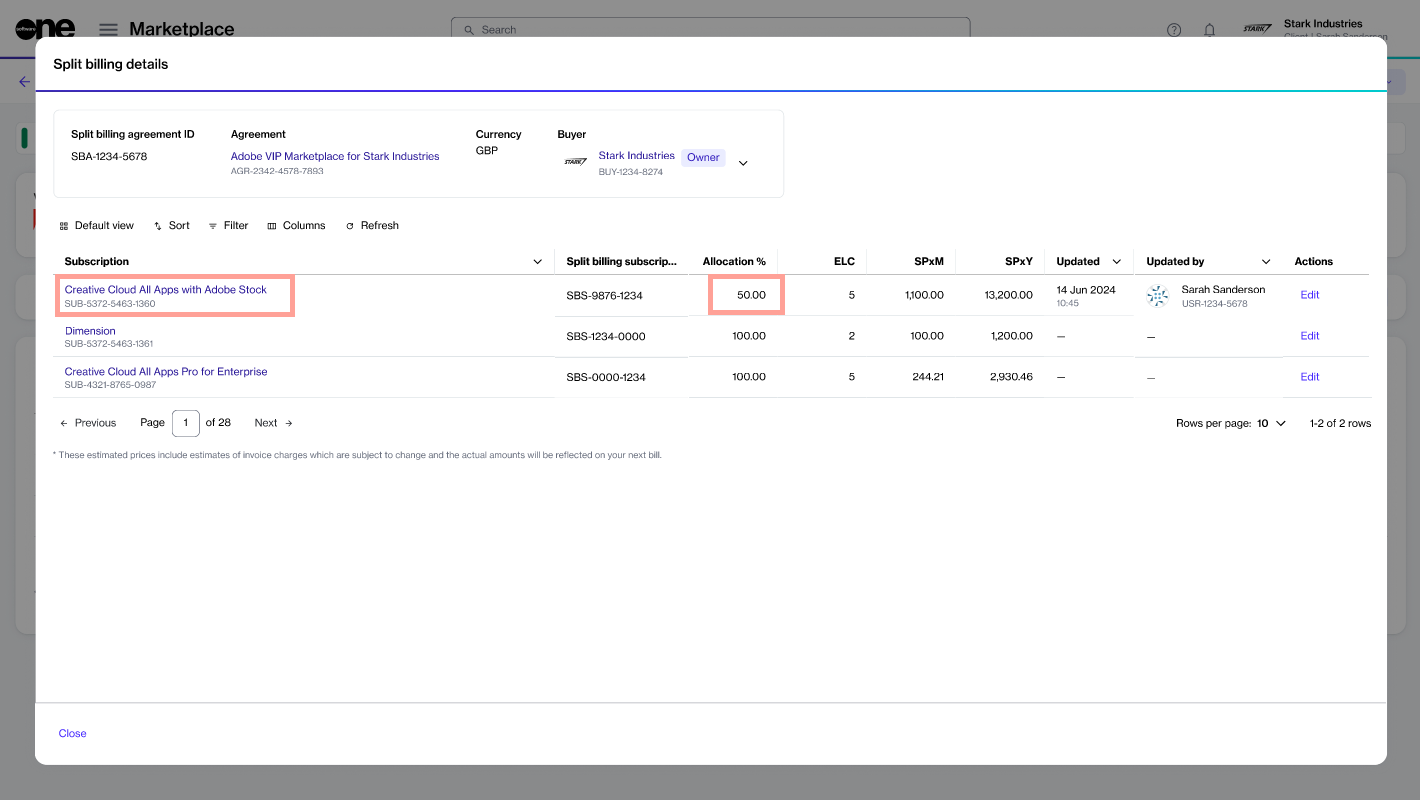 software one
Marketplace
Search
Stark Industries
Client | Sarah Sanderson
Split billing details
Split billing agreement ID
SBA-1234-5678
Agreement
Adobe VIP Marketplace for Stark Industries
AGR-2342-4578-7893
Currency
GBP
Buyer
STARK
Stark Industries Owner
BUY-1234-8274
Default view Sort Filter Columns Refresh
Subscription Split billing subscrip... Allocation % ELC SPxM SPxY Updated Updated by Actions
Creative Cloud All Apps with Adobe Stock
SUB-5372-5463-1360
SBS-9876-1234 50.00 5 1,100.00 13,200.00
14 Jun 2024
10:45
Sarah Sanderson
USR-1234-5678
Edit
Dimension
SUB-5372-5463-1361
SBS-1234-0000 100.00 2 100.00 1,200.00 — — Edit
Creative Cloud All Apps Pro for Enterprise
SUB-4321-8765-0987
SBS-0000-1234 100.00 5 244.21 2,930.46 — — Edit
Previous Page 1 of 28 Next
Rows per page: 10 1-2 of 2 rows
* These estimated prices include estimates of invoice charges which are subject to change and the actual amounts will be reflected on your next bill.
Close